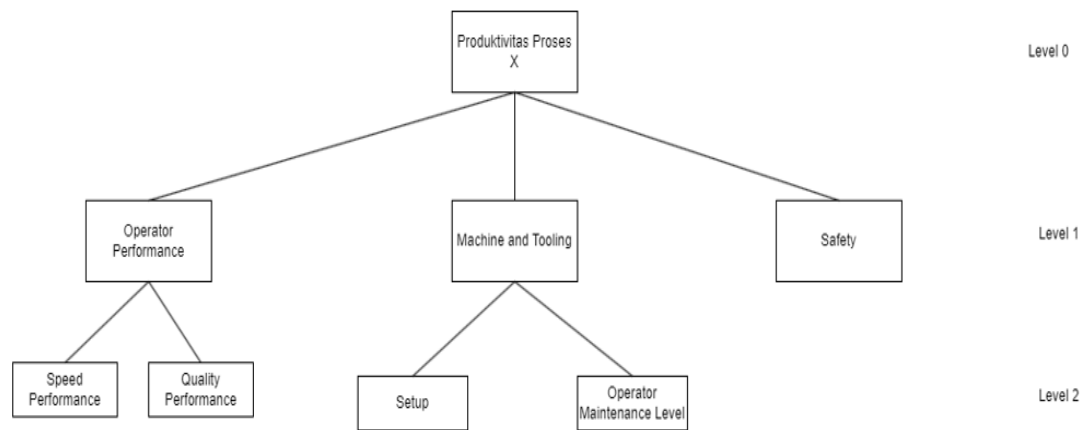 Produktivitas Proses
X
Level 0
Operator
Performance
Machine and Tooling
Safety
Level 1
Speed
Performance
Quality
Performance
Setup
Operator
Maintenance Level
Level 2